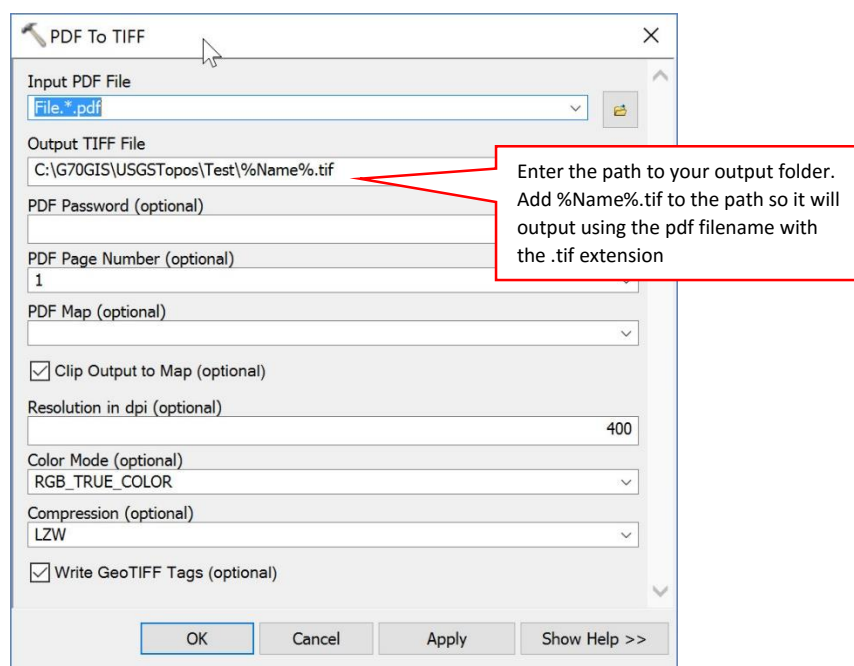 PDF To TIFF
Input PDF File
File.*.pdf
Output TIFF File
C:\G70GIS\USGSTopos\Test\%Name%.tif
Enter the path to your output folder.
Add %Name%.tif to the path so it will
output using the pdf filename with
the .tif extension
PDF Password (optional)
PDF Page Number (optional)
1
PDF Map (optional)
Clip Output to Map (optional)
Resolution in dpi (optional)
400
Color Mode (optional)
RGB_TRUE_COLOR
Compression (optional)
LZW
Write GeoTIFF Tags (optional)
OK Cancel Apply Show Help >>